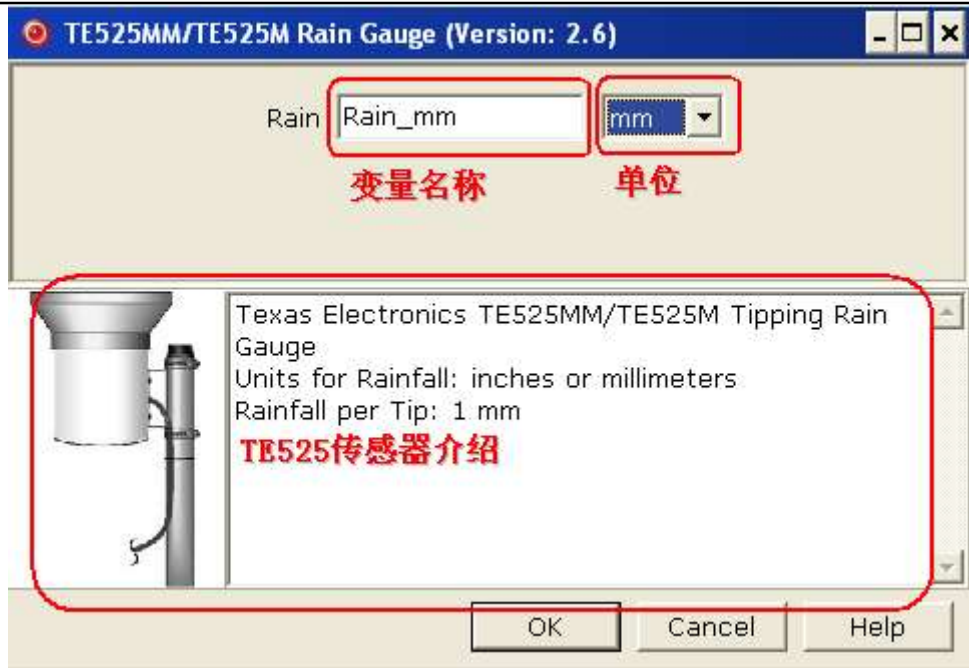 TE525MM/TE525M Rain Gauge (Version: 2.6)
Rain Rain_mm mm
变量名称 单位
Texas Electronics TE525MM/TE525M Tipping Rain
Gauge
Units for Rainfall: inches or millimeters
Rainfall per Tip: 1 mm
TE525传感器介绍
OK Cancel Help